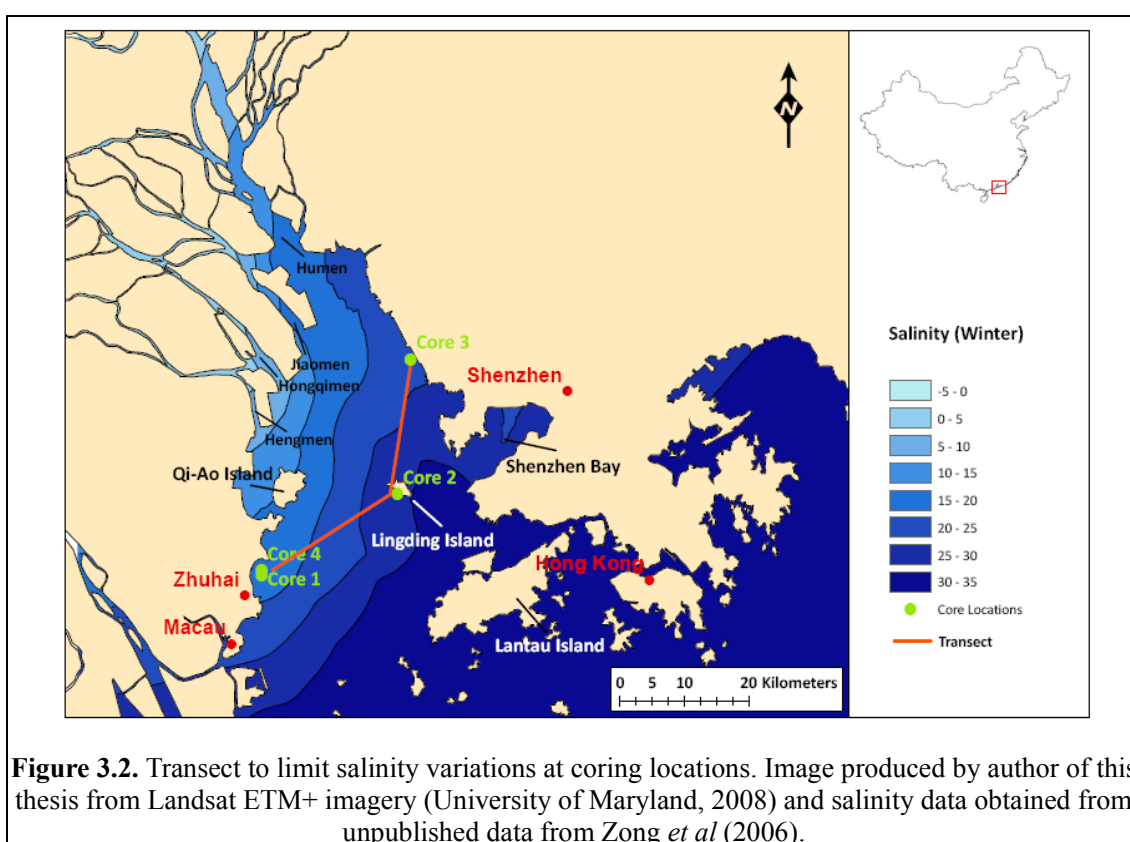 N
Humen
Core 3
Shenzhen
Jiaomen
Hongqimen
Hengmen
Shenzhen Bay
Qi-Ao Island
Core 2
Lingding Island
Core 4
Core 1
Zhuhai
Hong Kong
Macau
Lantau Island
0 5 10 20 Kilometers
Salinity (Winter)
-5 - 0
0 - 5
5 - 10
10 - 15
15 - 20
20 - 25
25 - 30
30 - 35
Core Locations
Transect
Figure 3.2. Transect to limit salinity variations at coring locations. Image produced by author of this
thesis from Landsat ETM+ imagery (University of Maryland, 2008) and salinity data obtained from
unpublished data from Zong et al (2006).